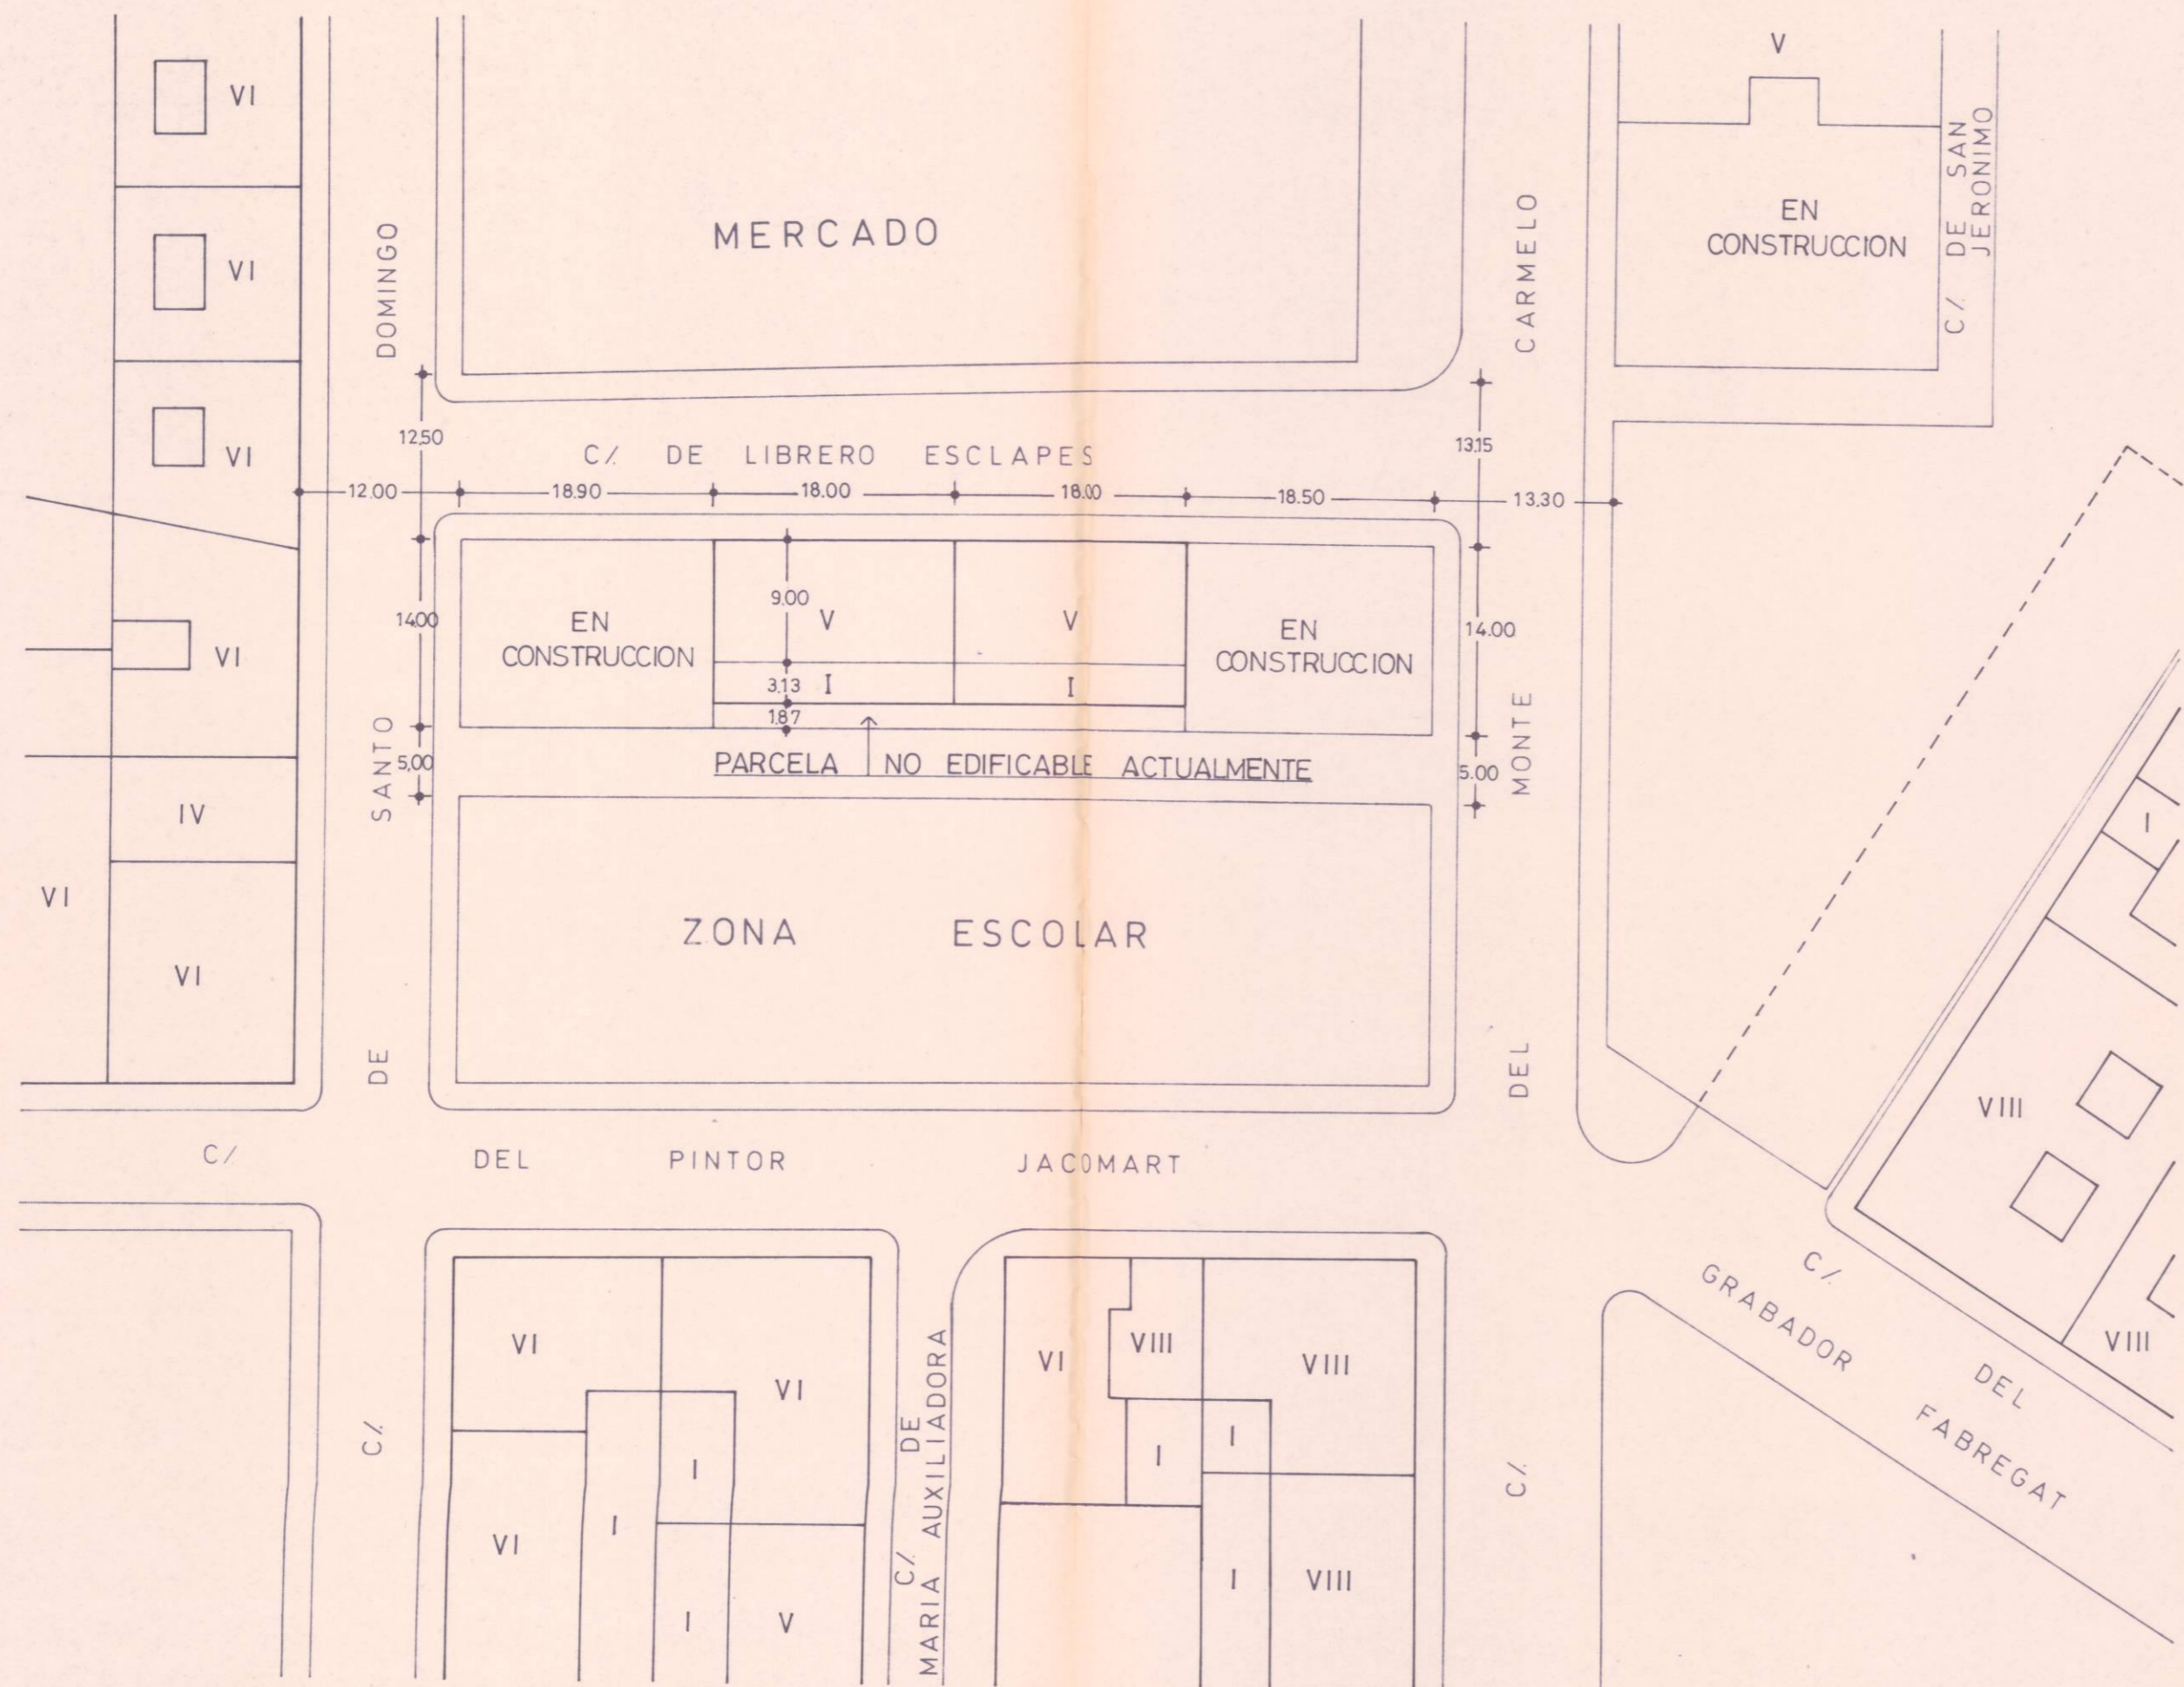 V
VI
MERCADO
EN
CONSTRUCCION
C/. DE SAN
JERONIMO
VI
C/. DE SANTO DOMINGO
C/. DEL MONTE CARMELO
12.50
13.15
VI
C/ DE LIBRERO ESCLAPES
12.00
18.90
18.00
18.00
18.50
13.30
14.00
EN
CONSTRUCCION
9.00
V
V
EN
CONSTRUCCION
14.00
VI
3.13
I
I
1.87
5,00
PARCELA NO EDIFICABLE ACTUALMENTE
5.00
IV
I
VI
ZONA ESCOLAR
VI
VIII
C/. DEL PINTOR JACOMART
C/. DEL
GRABADOR FABREGAT
VI
VI
VI
VIII
VIII
VIII
C/. DE
MARIA AUXILIADORA
I
I
I
VI
I
I
V
I
VIII